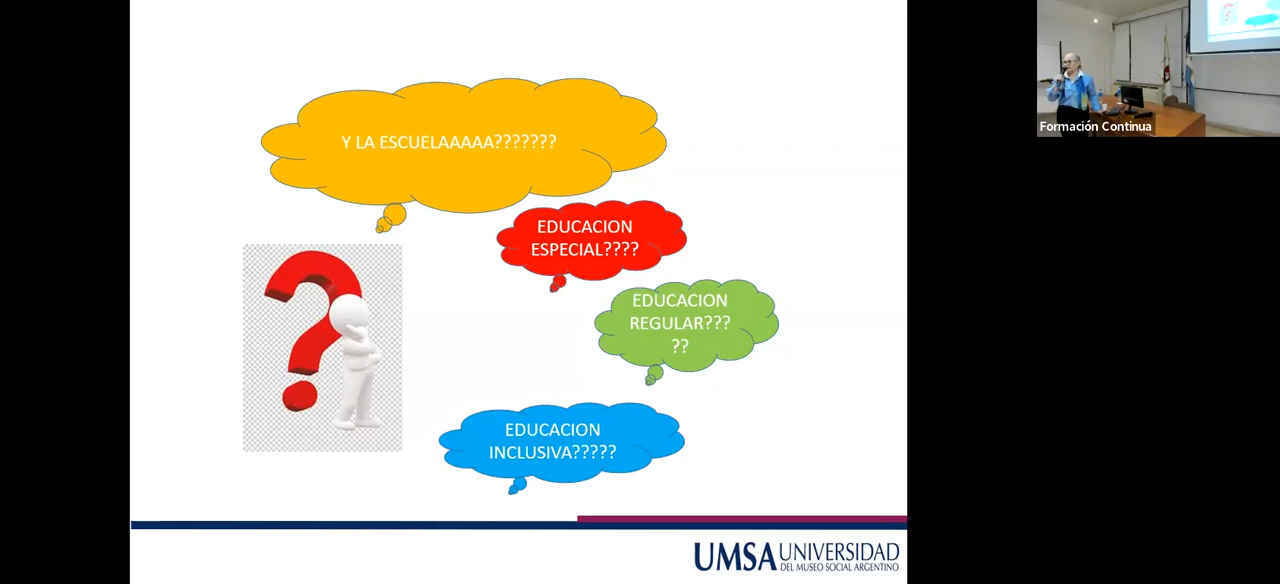 Y LA ESCUELAAAAA???????
EDUCACION
ESPECIAL????
EDUCACION
REGULAR???
??
EDUCACION
INCLUSIVA?????
UMSA UNIVERSIDAD
DEL MUSEO SOCIAL ARGENTINO
Formación Continua